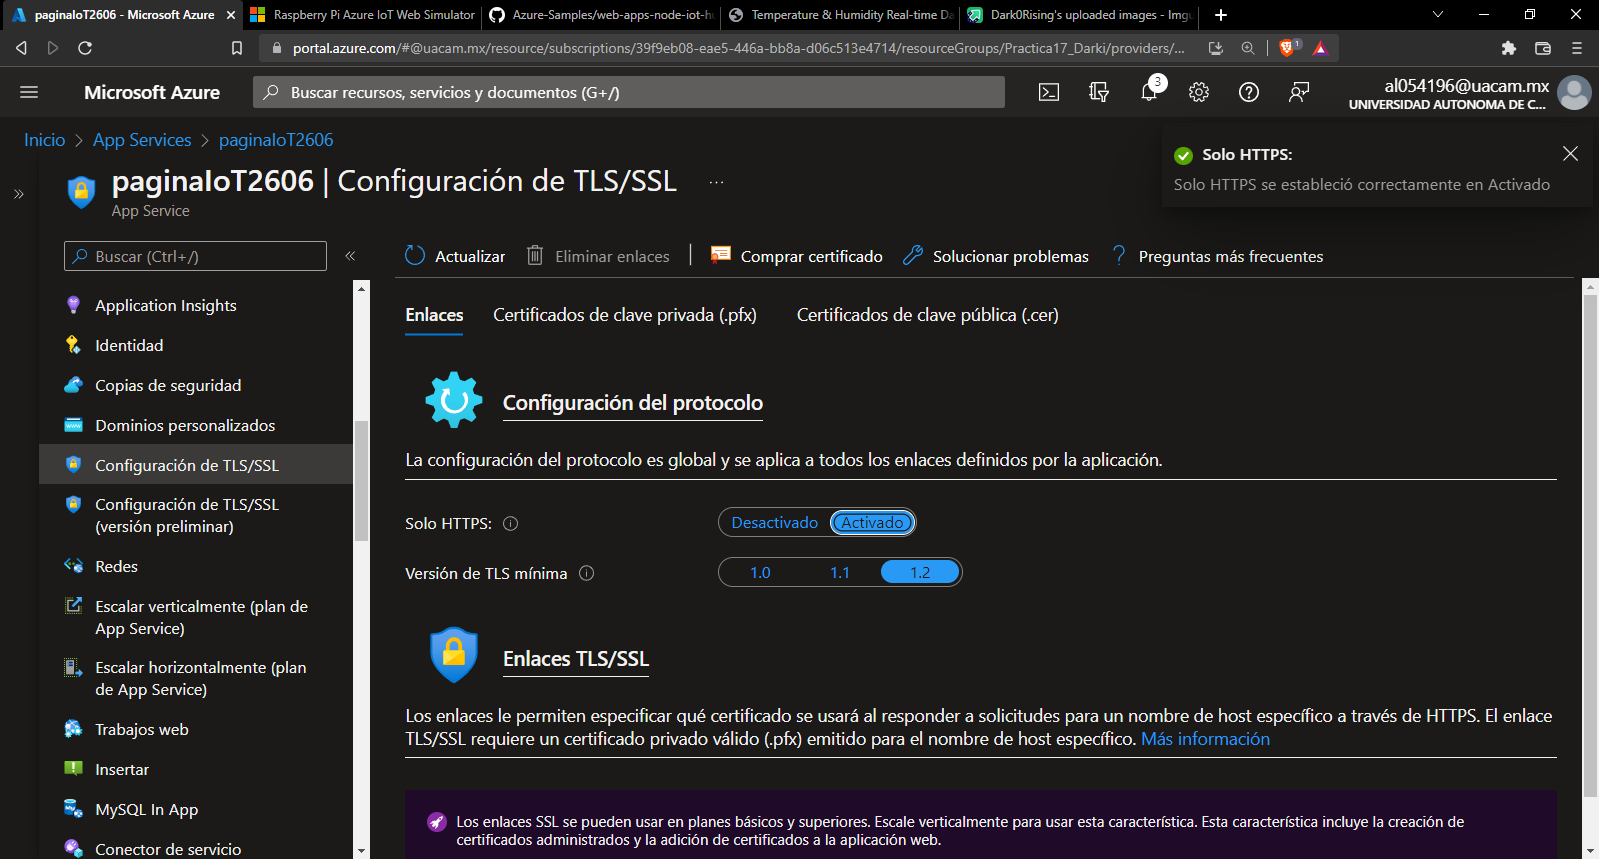 paginaIoT2606 - Microsoft Azure
Raspberry Pi Azure IoT Web Simulator
Azure-Samples/web-apps-node-iot-hu
Temperature & Humidity Real-time Da
Dark0Rising's uploaded images - Imgu
portal.azure.com/#@uacam.mx/resource/subscriptions/39f9eb08-eae5-446a-bb8a-d06c513e4714/resourceGroups/Practica17_Darki/providers/...
1
Microsoft Azure
Buscar recursos, servicios y documentos (G+/)
3
al054196@uacam.mx
UNIVERSIDAD AUTONOMA DE C...
Inicio > App Services > paginaIoT2606
Solo HTTPS:
Solo HTTPS se estableció correctamente en Activado
paginaIoT2606 | Configuración de TLS/SSL ...
App Service
Buscar (Ctrl+/)
Application Insights
Identidad
Copias de seguridad
Dominios personalizados
Configuración de TLS/SSL
Configuración de TLS/SSL
(versión preliminar)
Redes
Escalar verticalmente (plan de
App Service)
Escalar horizontalmente (plan
de App Service)
Trabajos web
Insertar
MySQL In App
Conector de servicio
Actualizar
Eliminar enlaces
Comprar certificado
Solucionar problemas
Preguntas más frecuentes
Enlaces
Certificados de clave privada (.pfx)
Certificados de clave pública (.cer)
Configuración del protocolo
La configuración del protocolo es global y se aplica a todos los enlaces definidos por la aplicación.
Solo HTTPS:
Desactivado
Activado
Versión de TLS mínima
1.0
1.1
1.2
Enlaces TLS/SSL
Los enlaces le permiten especificar qué certificado se usará al responder a solicitudes para un nombre de host específico a través de HTTPS. El enlace
TLS/SSL requiere un certificado privado válido (.pfx) emitido para el nombre de host específico. Más información
Los enlaces SSL se pueden usar en planes básicos y superiores. Escale verticalmente para usar esta característica. Esta característica incluye la creación de
certificados administrados y la adición de certificados a la aplicación web.